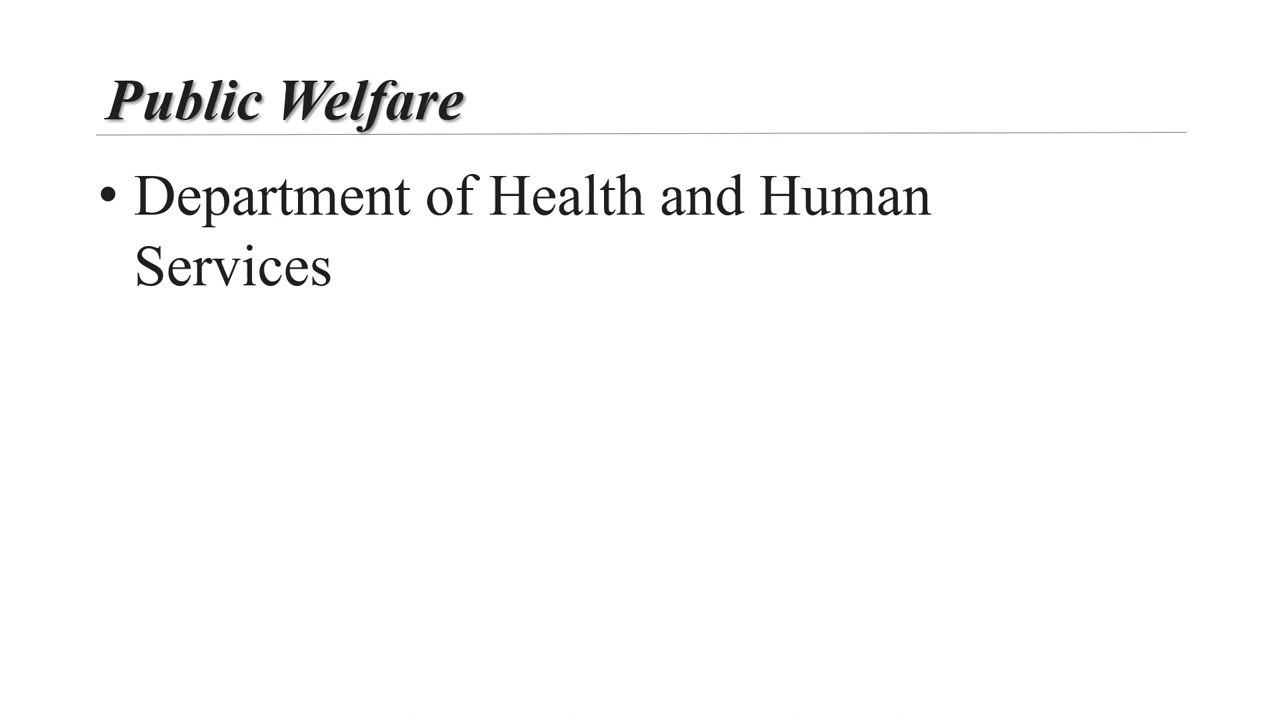 Public Welfare
• Department of Health and Human
Services